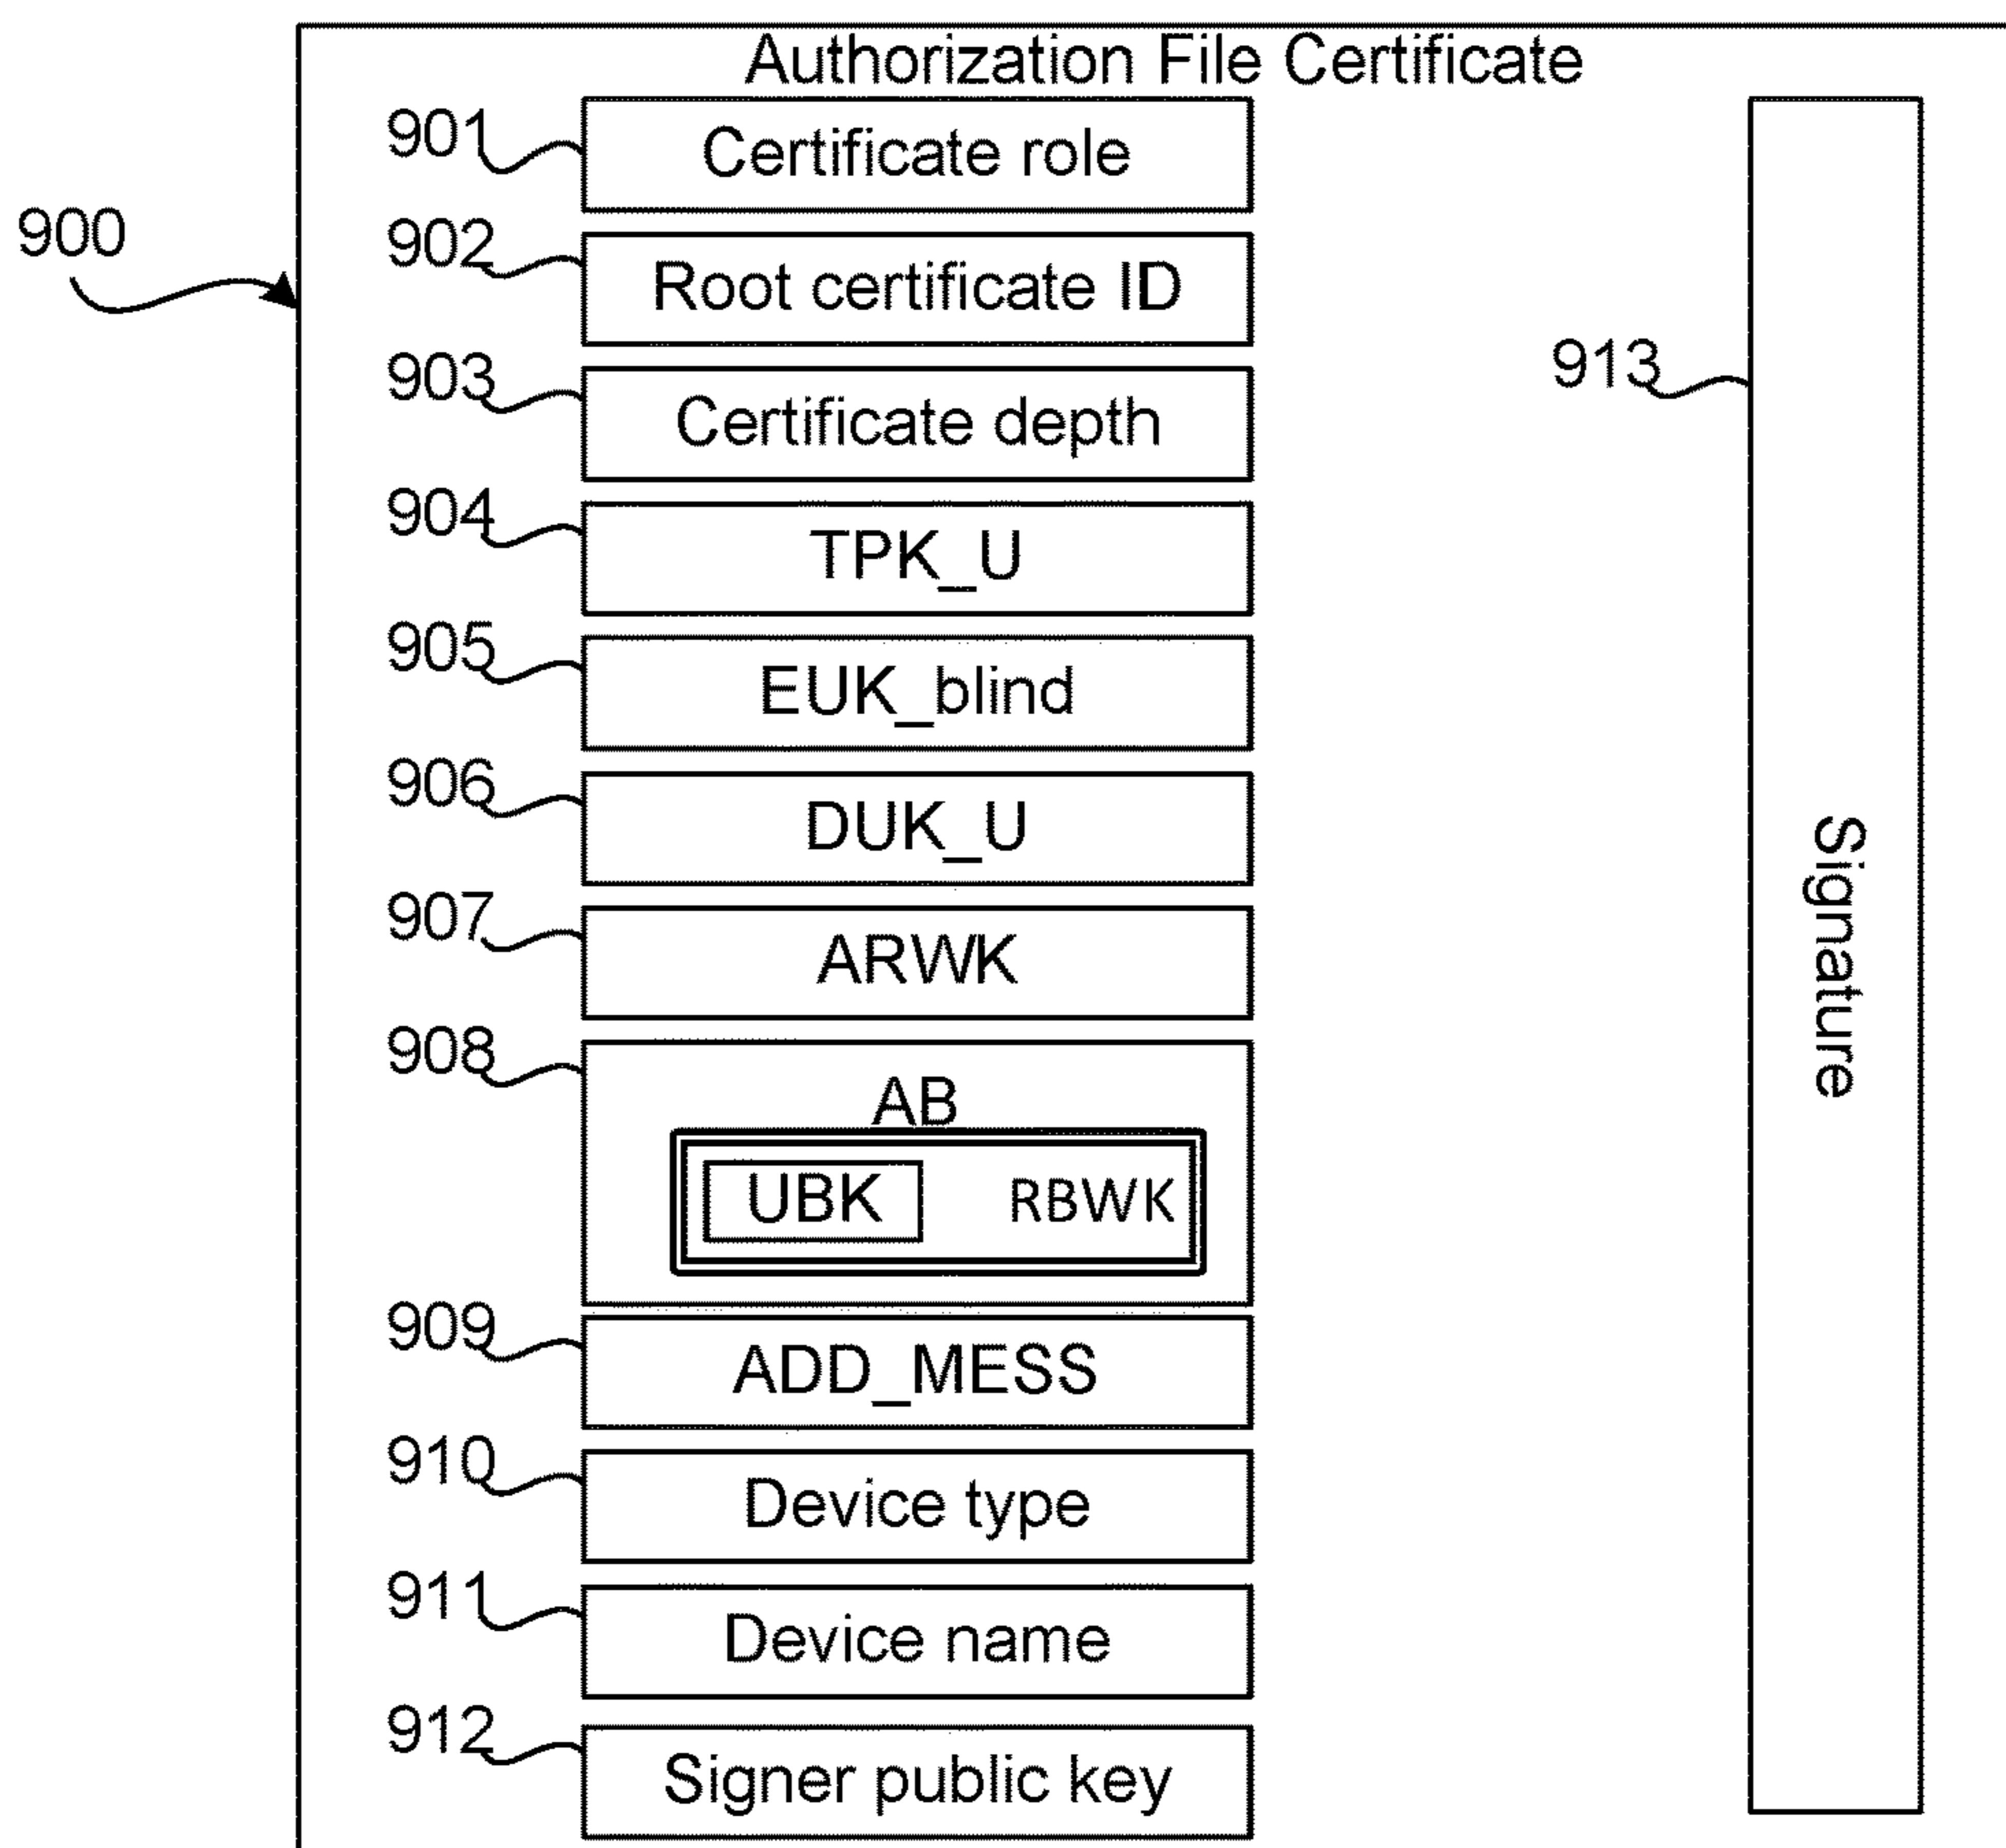 Authorization File Certificate
900
901 Certificate role
902 Root certificate ID
903 Certificate depth
904 TPK_U
905 EUK_blind
906 DUK_U
907 ARWK
908 AB
UBK RBWK
909 ADD_MESS
910 Device type
911 Device name
912 Signer public key
913 Signature